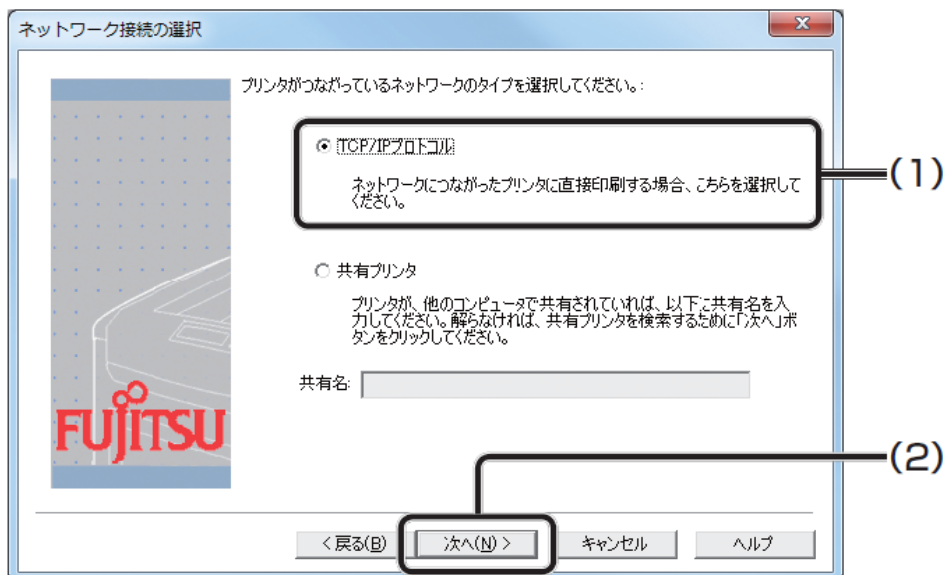 ネットワーク接続の選択
プリンタがつながっているネットワークのタイプを選択してください。:
TCP/IPプロトコル
ネットワークにつながったプリンタに直接印刷する場合、こちらを選択して
ください。
(1)
共有プリンタ
プリンタが、他のコンピュータで共有されていれば、以下に共有名を入
力してください。解らなければ、共有プリンタを検索するために「次へ」ボ
タンをクリックしてください。
共有名:
FUJITSU
(2)
<戻る(B)
次へ(N)>
キャンセル
ヘルプ